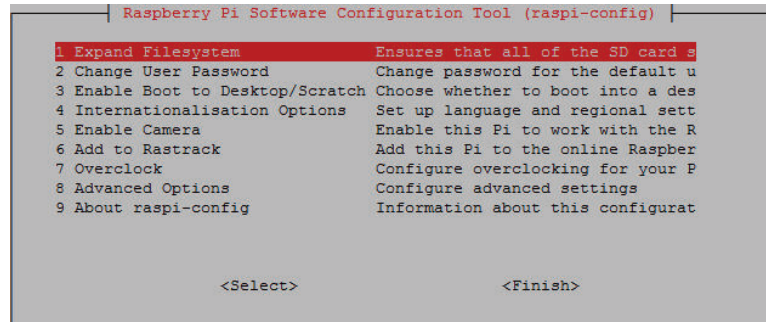 Raspberry Pi Software Configuration Tool (raspi-config)
1 Expand Filesystem Ensures that all of the SD card s
2 Change User Password Change password for the default u
3 Enable Boot to Desktop/Scratch Choose whether to boot into a des
4 Internationalisation Options Set up language and regional sett
5 Enable Camera Enable this Pi to work with the R
6 Add to Rastrack Add this Pi to the online Raspber
7 Overclock Configure overclocking for your P
8 Advanced Options Configure advanced settings
9 About raspi-config Information about this configurat
<Select> <Finish>